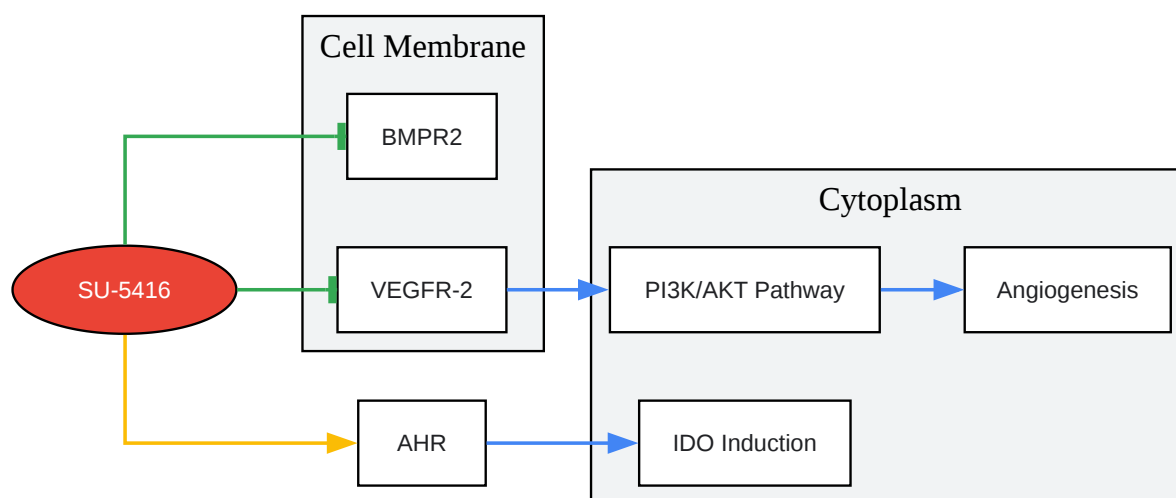 Cell Membrane
BMPR2
Cytoplasm
SU-5416
VEGFR-2
PI3K/AKT Pathway
Angiogenesis
AHR
IDO Induction